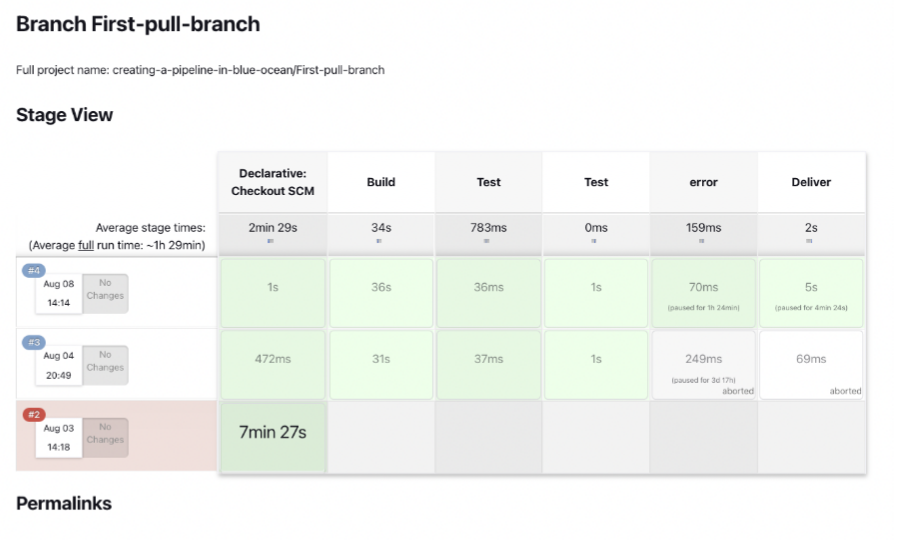 Branch First-pull-branch
Full project name: creating-a-pipeline-in-blue-ocean/First-pull-branch
Stage View
Declarative:
Checkout SCM
Build
Test
Test
error
Deliver
Average stage times:
(Average full run time: ~1h 29min)
2min 29s
34s
783ms
0ms
159ms
2s
#4
Aug 08
14:14
No
Changes
1s
36s
36ms
1s
70ms
(paused for 1h 24min)
5s
(paused for 4min 24s)
#3
Aug 04
20:49
No
Changes
472ms
31s
37ms
1s
249ms
(paused for 3d 17h)
aborted
69ms
aborted
#2
Aug 03
14:18
No
Changes
7min 27s
Permalinks